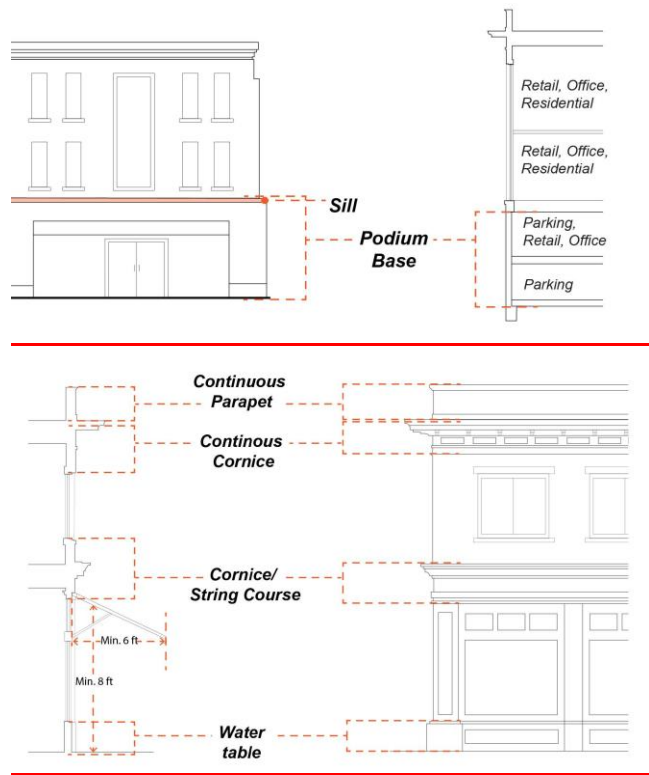 Retail, Office,
Residential
Retail, Office,
Residential
Sill
Podium
Base
Parking,
Retail, Office
Parking
Continuous
Parapet
Continous
Cornice
Cornice/
String Course
Min. 6 ft
Min. 8 ft
Water
table